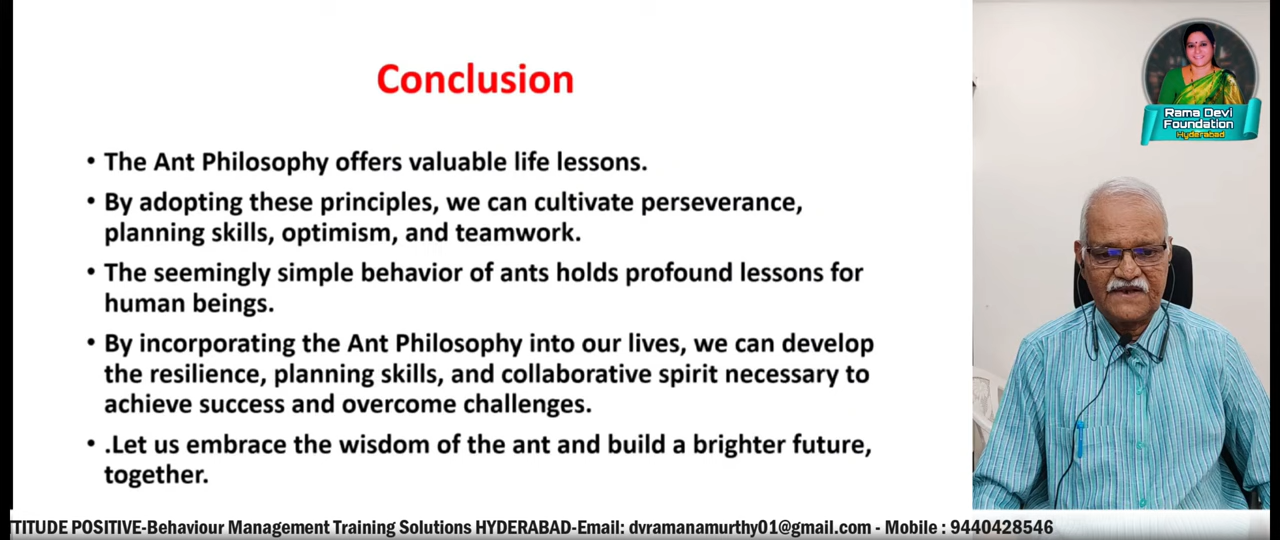 Conclusion
• The Ant Philosophy offers valuable life lessons.
• By adopting these principles, we can cultivate perseverance,
planning skills, optimism, and teamwork.
• The seemingly simple behavior of ants holds profound lessons for
human beings.
• By incorporating the Ant Philosophy into our lives, we can develop
the resilience, planning skills, and collaborative spirit necessary to
achieve success and overcome challenges.
• .Let us embrace the wisdom of the ant and build a brighter future,
together.
Rama Devi
Foundation
Hyderabad
TITUDE POSITIVE-Behaviour Management Training Solutions HYDERABAD-Email: dvramanamurthy01@gmail.com - Mobile : 9440428546